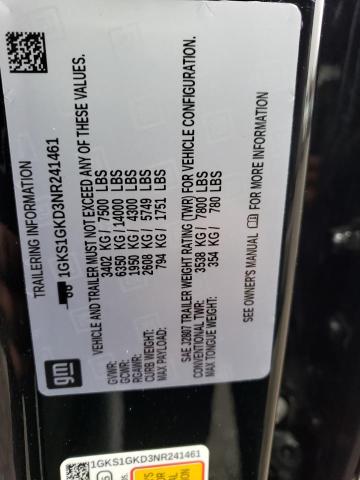 TRAILERING INFORMATION
1GKS1GKD3NR241461
VEHICLE AND TRAILER MUST NOT EXCEED ANY OF THESE VALUES.
GVWR: 3402 KG / 7500 LBS
GCWR: 6350 KG / 14000 LBS
RGAWR: 1950 KG / 4300 LBS
CURB WEIGHT: 2608 KG / 5749 LBS
MAX PAYLOAD: 794 KG / 1751 LBS
SAE J2807 TRAILER WEIGHT RATING (TWR) FOR VEHICLE CONFIGURATION.
CONVENTIONAL TWR: 3538 KG / 7800 LBS
MAX TONGUE WEIGHT: 354 KG / 780 LBS
SEE OWNER'S MANUAL FOR MORE INFORMATION
gm
1GKS1GKD3NR241461